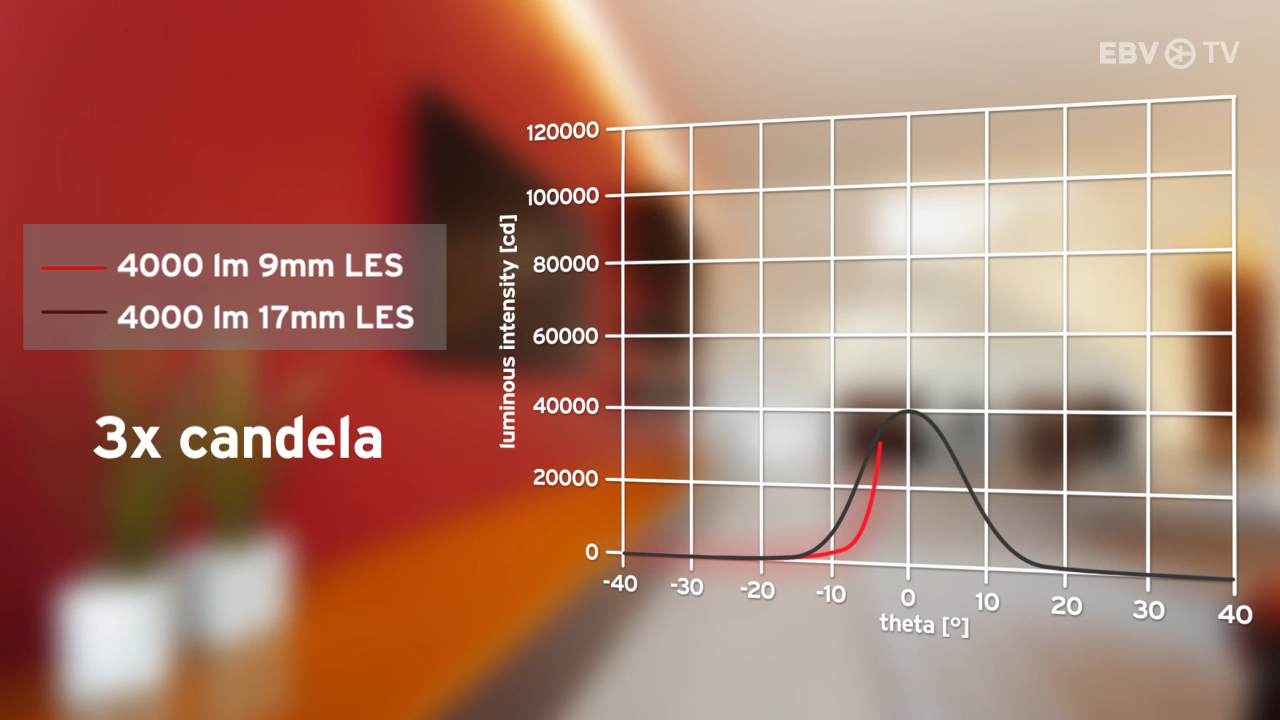 EBV TV
4000 lm 9mm LES
4000 lm 17mm LES
3x candela
luminous intensity [cd]
120000
100000
80000
60000
40000
20000
0
-40 -30 -20 -10 0 10 20 30 40
theta [°]